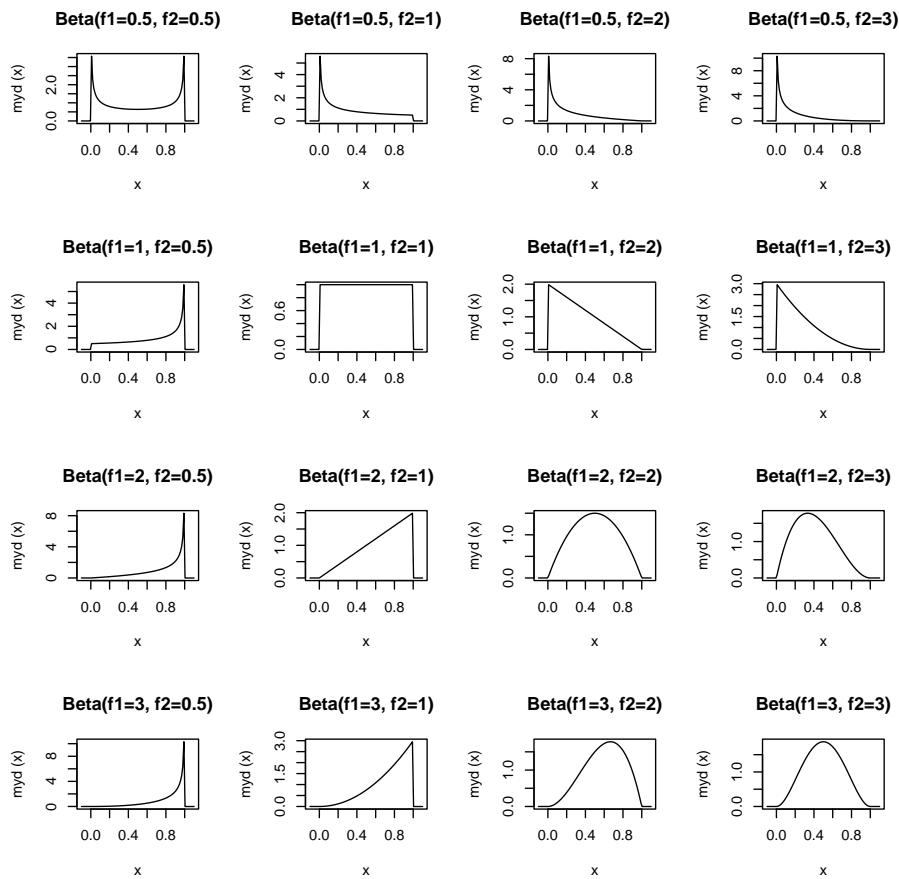 Beta(f1=0.5, f2=0.5) Beta(f1=0.5, f2=1) Beta(f1=0.5, f2=2) Beta(f1=0.5, f2=3)
myd (x) myd (x) myd (x) myd (x)
2.0 4 8 8
0.0 2 4 4
0 0 0
0.0 0.4 0.8 0.0 0.4 0.8 0.0 0.4 0.8 0.0 0.4 0.8
x x x x
Beta(f1=1, f2=0.5) Beta(f1=1, f2=1) Beta(f1=1, f2=2) Beta(f1=1, f2=3)
myd (x) myd (x) myd (x) myd (x)
4 0.6 2.0 3.0
2 0.0 1.0 1.5
0 0.0 0.0
0.0 0.4 0.8 0.0 0.4 0.8 0.0 0.4 0.8 0.0 0.4 0.8
x x x x
Beta(f1=2, f2=0.5) Beta(f1=2, f2=1) Beta(f1=2, f2=2) Beta(f1=2, f2=3)
myd (x) myd (x) myd (x) myd (x)
8 2.0 1.0 1.0
4 1.0 0.0 0.0
0 0.0
0.0 0.4 0.8 0.0 0.4 0.8 0.0 0.4 0.8 0.0 0.4 0.8
x x x x
Beta(f1=3, f2=0.5) Beta(f1=3, f2=1) Beta(f1=3, f2=2) Beta(f1=3, f2=3)
myd (x) myd (x) myd (x) myd (x)
8 3.0 1.0 1.0
4 1.5 0.0 0.0
0 0.0
0.0 0.4 0.8 0.0 0.4 0.8 0.0 0.4 0.8 0.0 0.4 0.8
x x x x